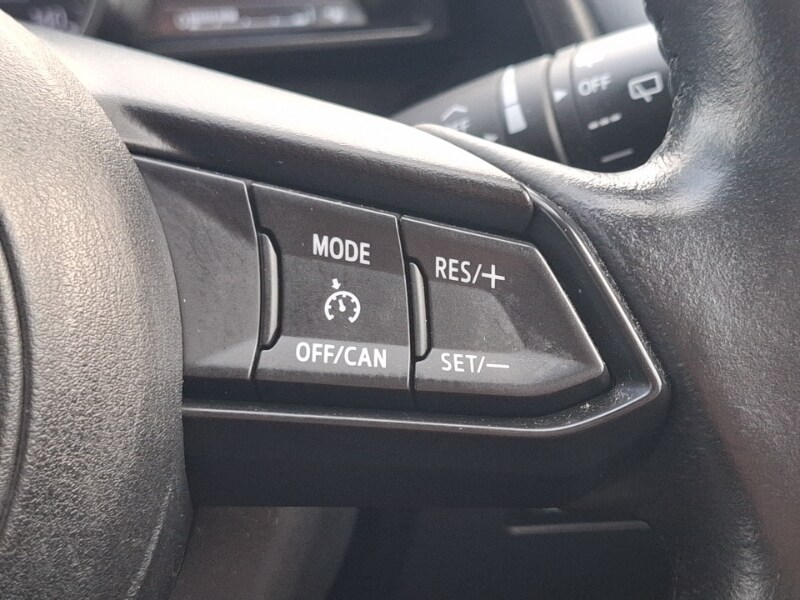 OFF
MODE
RES/+
OFF/CAN
SET/−